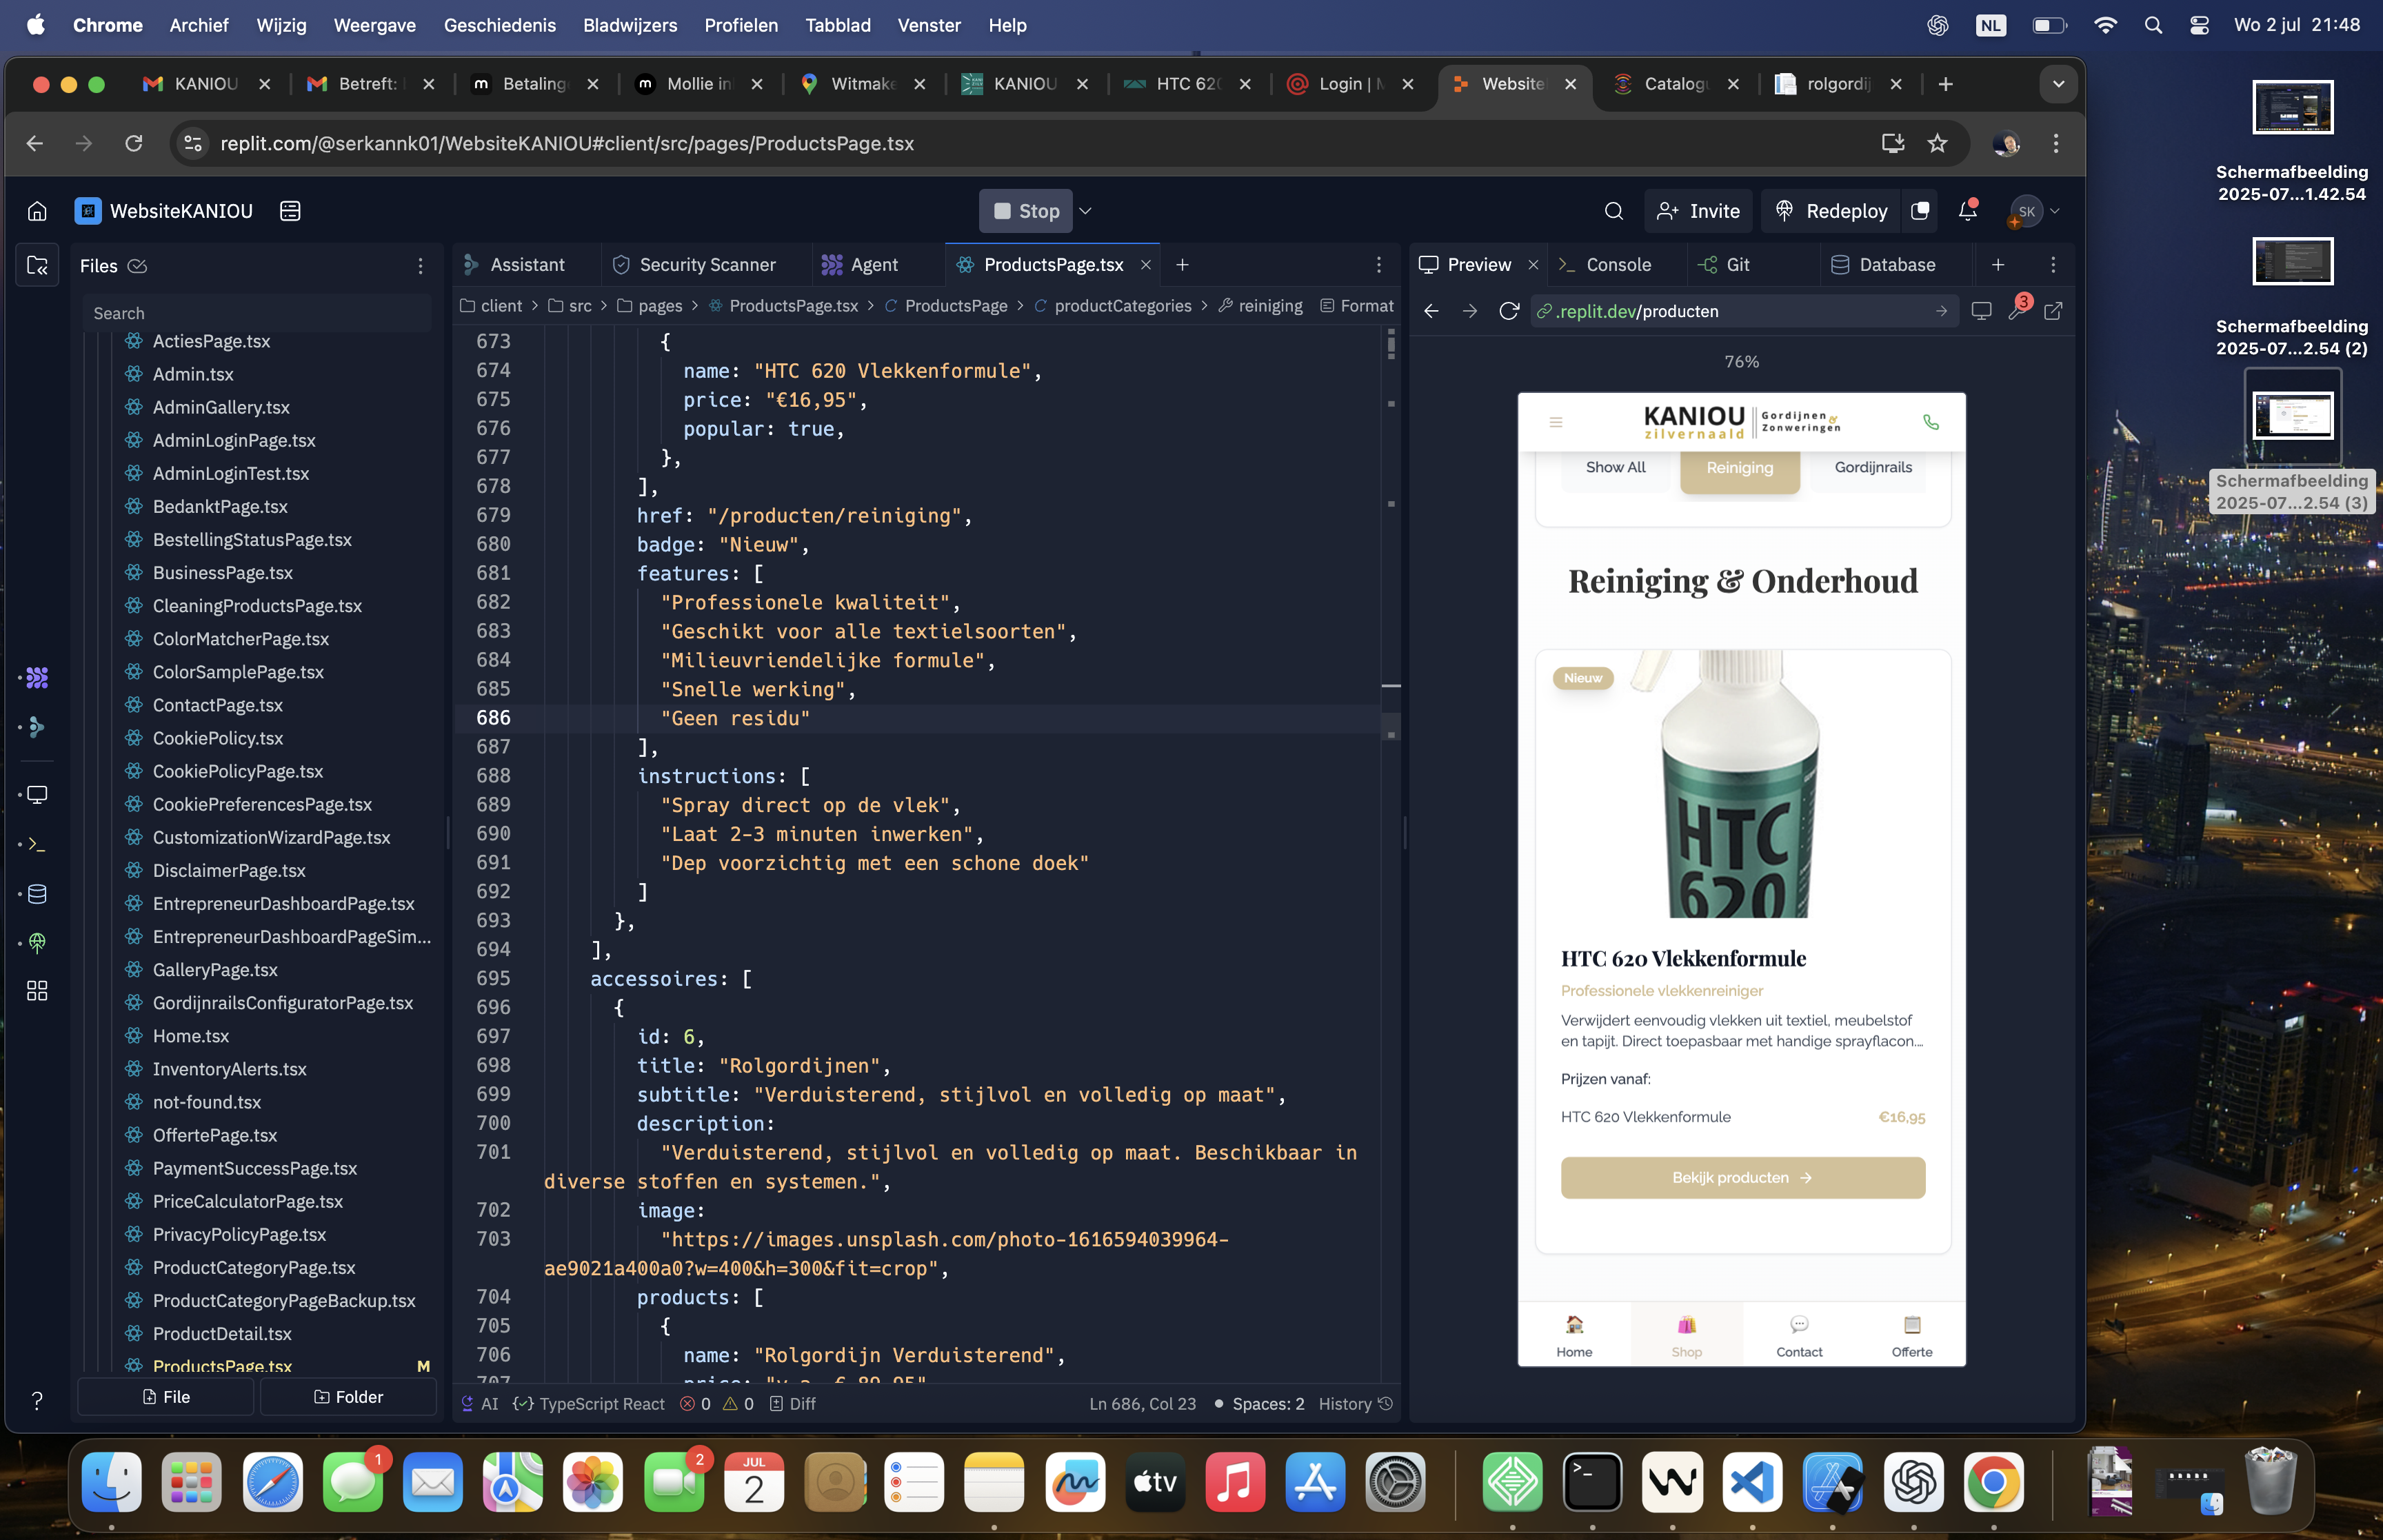 Chrome Archief Wijzig Weergave Geschiedenis Bladwijzers Profielen Tabblad Venster Help
NL Wo 2 jul 21:48
KANIOU Betreft: Betaling Mollie in Witmake KANIOU HTC 620 Login | M Website Catalog rolgordij
replit.com/@serkannk01/WebsiteKANIOU#client/src/pages/ProductsPage.tsx
WebsiteKANIOU Stop Invite Redeploy SK
Files
Search
ActiesPage.tsx
Admin.tsx
AdminGallery.tsx
AdminLoginPage.tsx
AdminLoginTest.tsx
BedanktPage.tsx
BestellingStatusPage.tsx
BusinessPage.tsx
CleaningProductsPage.tsx
ColorMatcherPage.tsx
ColorSamplePage.tsx
ContactPage.tsx
CookiePolicy.tsx
CookiePolicyPage.tsx
CookiePreferencesPage.tsx
CustomizationWizardPage.tsx
DisclaimerPage.tsx
EntrepreneurDashboardPage.tsx
EntrepreneurDashboardPageSim...
GalleryPage.tsx
GordijnrailsConfiguratorPage.tsx
Home.tsx
InventoryAlerts.tsx
not-found.tsx
OffertePage.tsx
PaymentSuccessPage.tsx
PriceCalculatorPage.tsx
PrivacyPolicyPage.tsx
ProductCategoryPage.tsx
ProductCategoryPageBackup.tsx
ProductDetail.tsx
ProductsPage.tsx M
File Folder
Assistant Security Scanner Agent ProductsPage.tsx
client > src > pages > ProductsPage.tsx > ProductsPage > productCategories > reiniging Format
673 {
674 name: "HTC 620 Vlekkenformule",
675 price: "€16,95",
676 popular: true,
677 },
678 ],
679 href: "/producten/reiniging",
680 badge: "Nieuw",
681 features: [
682 "Professionele kwaliteit",
683 "Geschikt voor alle textielsoorten",
684 "Milieuvriendelijke formule",
685 "Snelle werking",
686 "Geen residu"
687 ],
688 instructions: [
689 "Spray direct op de vlek",
690 "Laat 2-3 minuten inwerken",
691 "Dep voorzichtig met een schone doek"
692 ]
693 },
694 ],
695 accessoires: [
696 {
697 id: 6,
698 title: "Rolgordijnen",
699 subtitle: "Verduisterend, stijlvol en volledig op maat",
700 description:
701 "Verduisterend, stijlvol en volledig op maat. Beschikbaar in
diverse stoffen en systemen.",
702 image:
703 "https://images.unsplash.com/photo-1616594039964-
ae9021a400a0?w=400&h=300&fit=crop",
704 products: [
705 {
706 name: "Rolgordijn Verduisterend",
707 price: "v.a. € 89,95"
AI TypeScript React 0 0 Diff Ln 686, Col 23 Spaces: 2 History
Preview Console Git Database
.replit.dev/producten 3
76%
KANIOU Gordijnen &
zilvernaald Zonweringen
Show All Reiniging Gordijnrails
Reiniging & Onderhoud
Nieuw
HTC
620
HTC 620 Vlekkenformule
Professionele vlekkenreiniger
Verwijdert eenvoudig vlekken uit textiel, meubelstof
en tapijt. Direct toepasbaar met handige sprayflacon....
Prijzen vanaf:
HTC 620 Vlekkenformule €16,95
Bekijk producten →
Home Shop Contact Offerte
Schermafbeelding
2025-07...1.42.54
Schermafbeelding
2025-07...2.54 (2)
Schermafbeelding
2025-07...2.54 (3)
1 2 JUL 2 tv